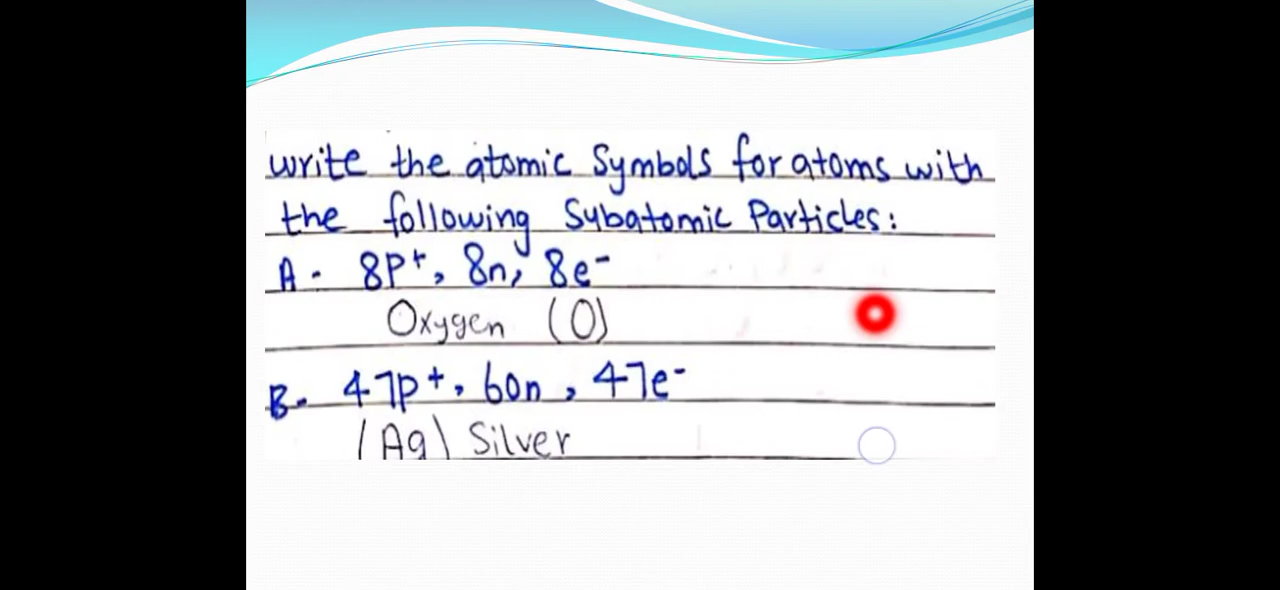 write the atomic Symbols for atoms with
the following Subatomic Particles:
A - 8p+, 8n, 8e-
Oxygen (O)
B- 47p+, 60n, 47e-
(Ag) Silver